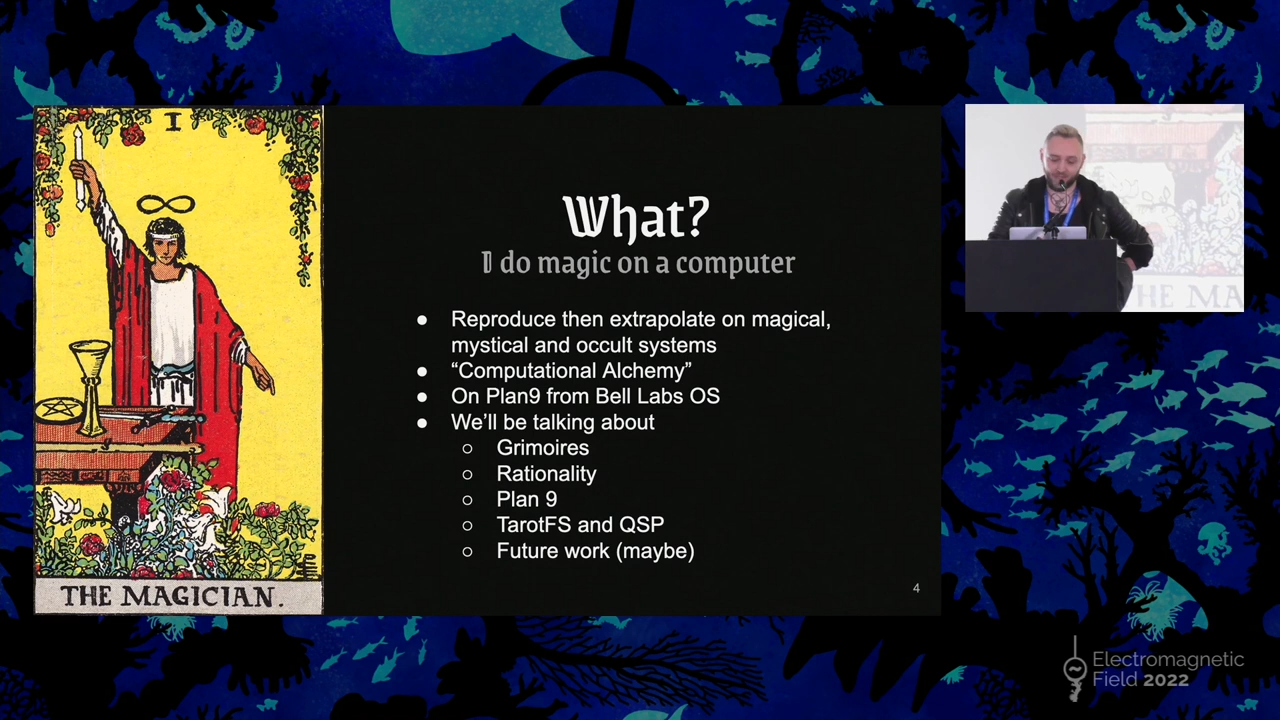 I
THE MAGICIAN.
What?
I do magic on a computer
● Reproduce then extrapolate on magical,
mystical and occult systems
● “Computational Alchemy”
● On Plan9 from Bell Labs OS
● We’ll be talking about
○ Grimoires
○ Rationality
○ Plan 9
○ TarotFS and QSP
○ Future work (maybe)
4
HE MA
Electromagnetic
Field 2022